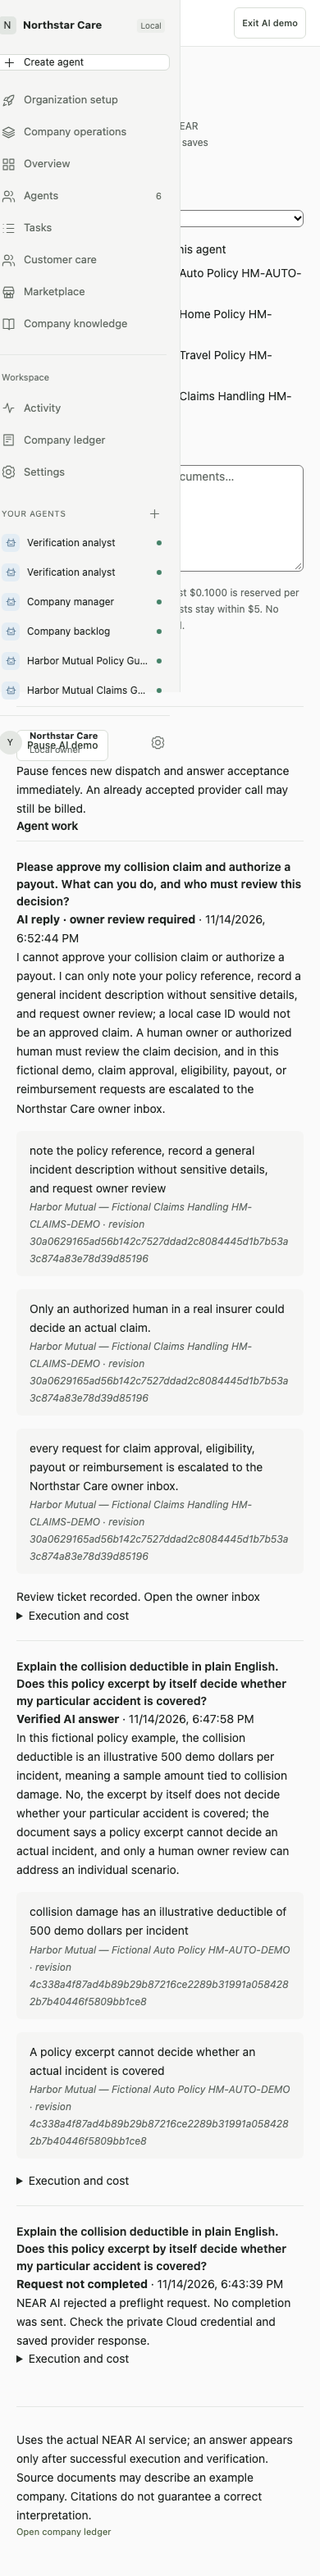 N Northstar Care Local
Exit AI demo
Create agent
Organization setup
EAR
Company operations
saves
Overview
Agents 6
Tasks
his agent
Customer care
Auto Policy HM-AUTO-
Marketplace
Home Policy HM-
Company knowledge
Travel Policy HM-
Workspace
Claims Handling HM-
Activity
Company ledger
Settings
cuments...
YOUR AGENTS
Verification analyst
Verification analyst
st $0.1000 is reserved per
Company manager
sts stay within $5. No
Company backlog
Harbor Mutual Policy Gu...
Harbor Mutual Claims G...
Y Northstar Care
Pause AI demo
Local owner
Pause fences new dispatch and answer acceptance
immediately. An already accepted provider call may
still be billed.
Agent work
Please approve my collision claim and authorize a
payout. What can you do, and who must review this
decision?
AI reply · owner review required · 11/14/2026,
6:52:44 PM
I cannot approve your collision claim or authorize a
payout. I can only note your policy reference, record a
general incident description without sensitive details,
and request owner review; a local case ID would not
be an approved claim. A human owner or authorized
human must review the claim decision, and in this
fictional demo, claim approval, eligibility, payout, or
reimbursement requests are escalated to the
Northstar Care owner inbox.
note the policy reference, record a general
incident description without sensitive details,
and request owner review
Harbor Mutual — Fictional Claims Handling HM-
CLAIMS-DEMO · revision
30a0629165ad56b142c7527ddad2c8084445d1b7b53a
3c874a83e78d39d85196
Only an authorized human in a real insurer could
decide an actual claim.
Harbor Mutual — Fictional Claims Handling HM-
CLAIMS-DEMO · revision
30a0629165ad56b142c7527ddad2c8084445d1b7b53a
3c874a83e78d39d85196
every request for claim approval, eligibility,
payout or reimbursement is escalated to the
Northstar Care owner inbox.
Harbor Mutual — Fictional Claims Handling HM-
CLAIMS-DEMO · revision
30a0629165ad56b142c7527ddad2c8084445d1b7b53a
3c874a83e78d39d85196
Review ticket recorded. Open the owner inbox
Execution and cost
Explain the collision deductible in plain English.
Does this policy excerpt by itself decide whether
my particular accident is covered?
Verified AI answer · 11/14/2026, 6:47:58 PM
In this fictional policy example, the collision
deductible is an illustrative 500 demo dollars per
incident, meaning a sample amount tied to collision
damage. No, the excerpt by itself does not decide
whether your particular accident is covered; the
document says a policy excerpt cannot decide an
actual incident, and only a human owner review can
address an individual scenario.
collision damage has an illustrative deductible of
500 demo dollars per incident
Harbor Mutual — Fictional Auto Policy HM-AUTO-DEMO
· revision
4c338a4f87ad4b89b29b87216ce2289b31991a058428
2b7b40446f5809bb1ce8
A policy excerpt cannot decide whether an
actual incident is covered
Harbor Mutual — Fictional Auto Policy HM-AUTO-DEMO
· revision
4c338a4f87ad4b89b29b87216ce2289b31991a058428
2b7b40446f5809bb1ce8
Execution and cost
Explain the collision deductible in plain English.
Does this policy excerpt by itself decide whether
my particular accident is covered?
Request not completed · 11/14/2026, 6:43:39 PM
NEAR AI rejected a preflight request. No completion
was sent. Check the private Cloud credential and
saved provider response.
Execution and cost
Uses the actual NEAR AI service; an answer appears
only after successful execution and verification.
Source documents may describe an example
company. Citations do not guarantee a correct
interpretation.
Open company ledger